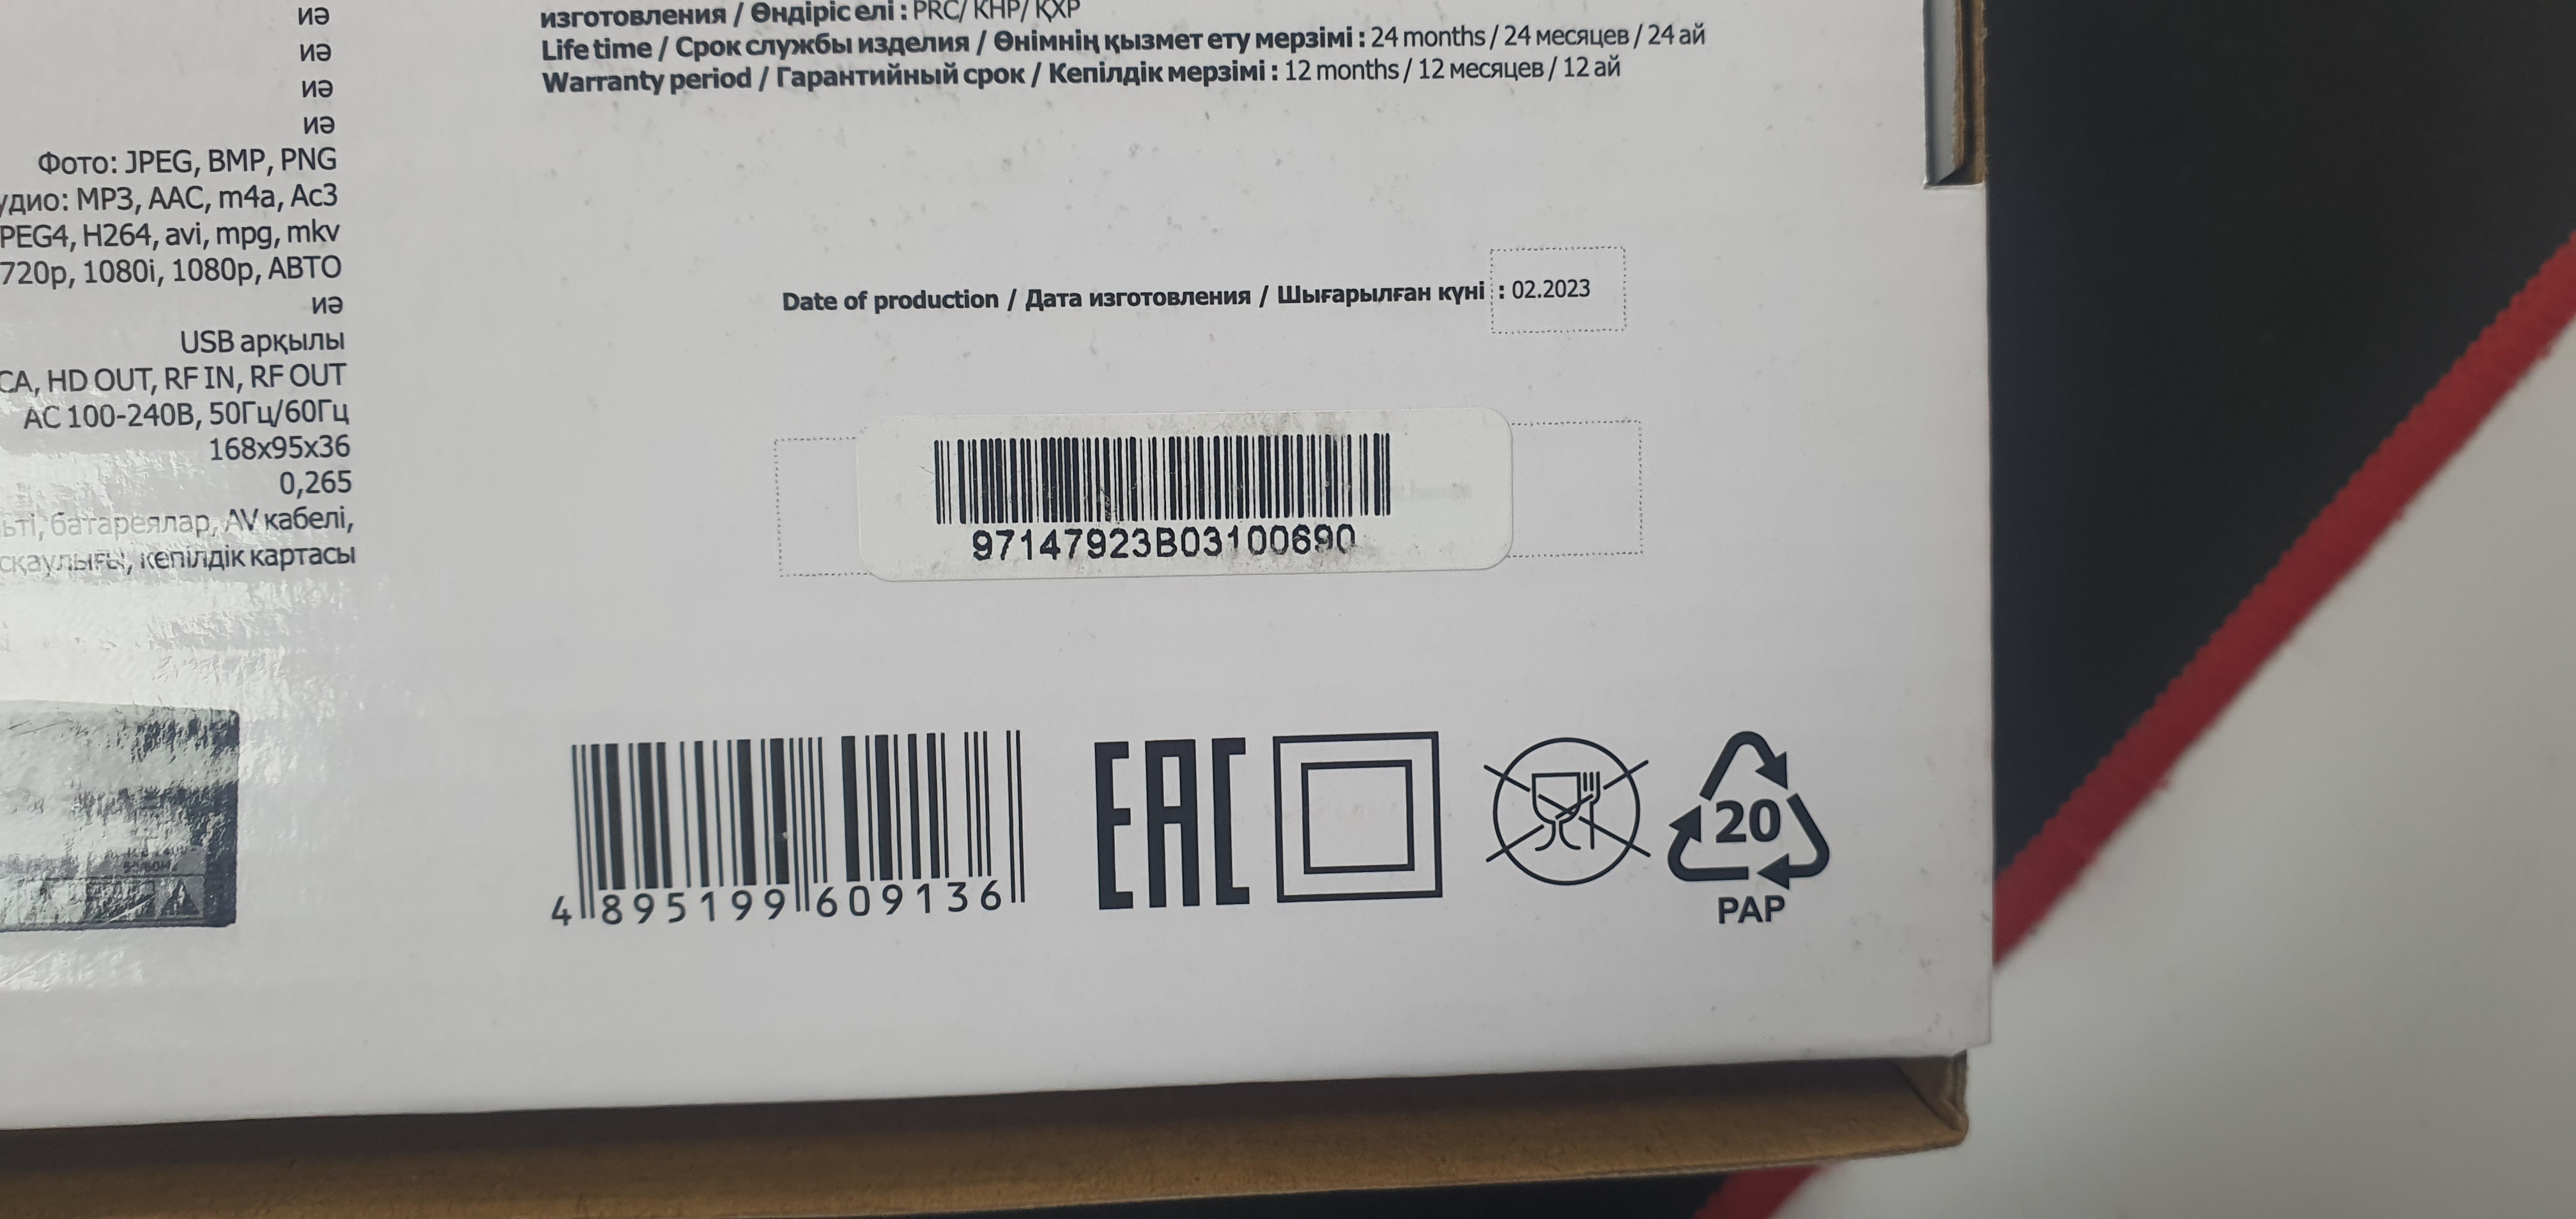 иә
иә
иә
иә
Фото: JPEG, BMP, PNG
удио: MP3, AAC, m4a, Ac3
PEG4, H264, avi, mpg, mkv
720p, 1080i, 1080p, АВТО
иә
USB арқылы
CA, HD OUT, RF IN, RF OUT
AC 100-240В, 50Гц/60Гц
168x95x36
0,265
ьті, батареялар, AV кабелі,
сқаулығы, кепілдік картасы
изготовления / Өндіріс елі : PRC/ КНР/ ҚХР
Life time / Срок службы изделия / Өнімнің қызмет ету мерзімі : 24 months / 24 месяцев / 24 ай
Warranty period / Гарантийный срок / Кепілдік мерзімі : 12 months / 12 месяцев / 12 ай
Date of production / Дата изготовления / Шығарылған күні : 02.2023
97147923B03100690
4 895199 609136
EAC
20
PAP